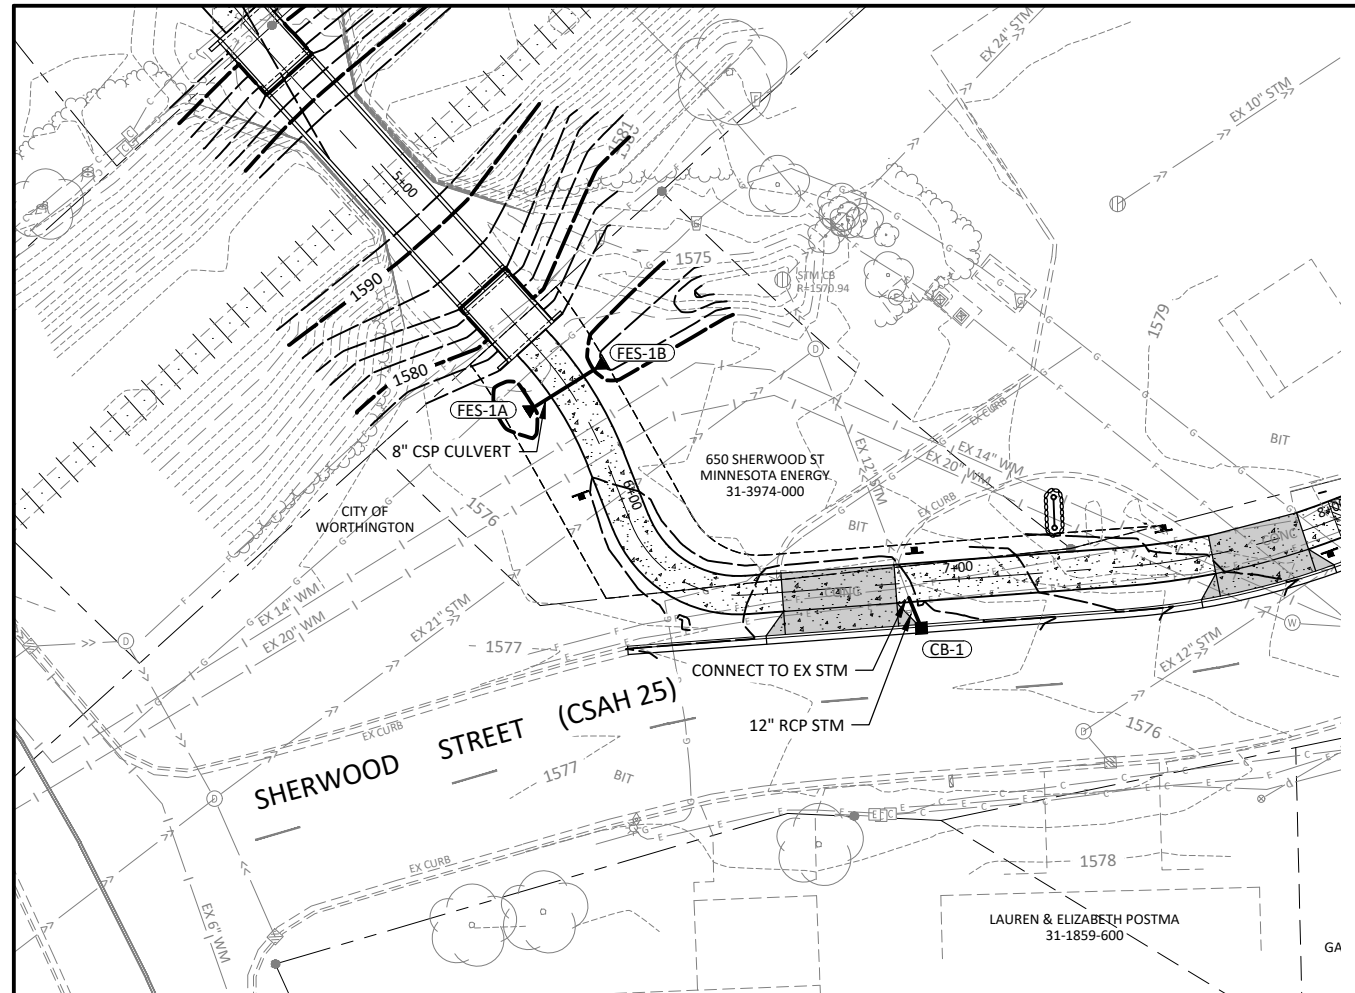 EX 24" STM
EX 10" STM
5+00
1581
1575
STM CB
R=1570.94
1590
1579
1580
FES-1B
FES-1A
8" CSP CULVERT
EX CURB
BIT
EX 14" WM
EX 20" WM
EX 12" STM
650 SHERWOOD ST
MINNESOTA ENERGY
31-3974-000
1576
6+00
EX CURB
BIT
CITY OF
WORTHINGTON
8+0
CONC
7+00
CONC
EX 14" WM
EX 20" WM
EX 21" STM
1577
CB-1
CONNECT TO EX STM
EX 12" STM
12" RCP STM
SHERWOOD STREET (CSAH 25)
EX CURB
1576
1577
BIT
EX CURB
1578
EX 6" WM
LAUREN & ELIZABETH POSTMA
31-1859-600
GA